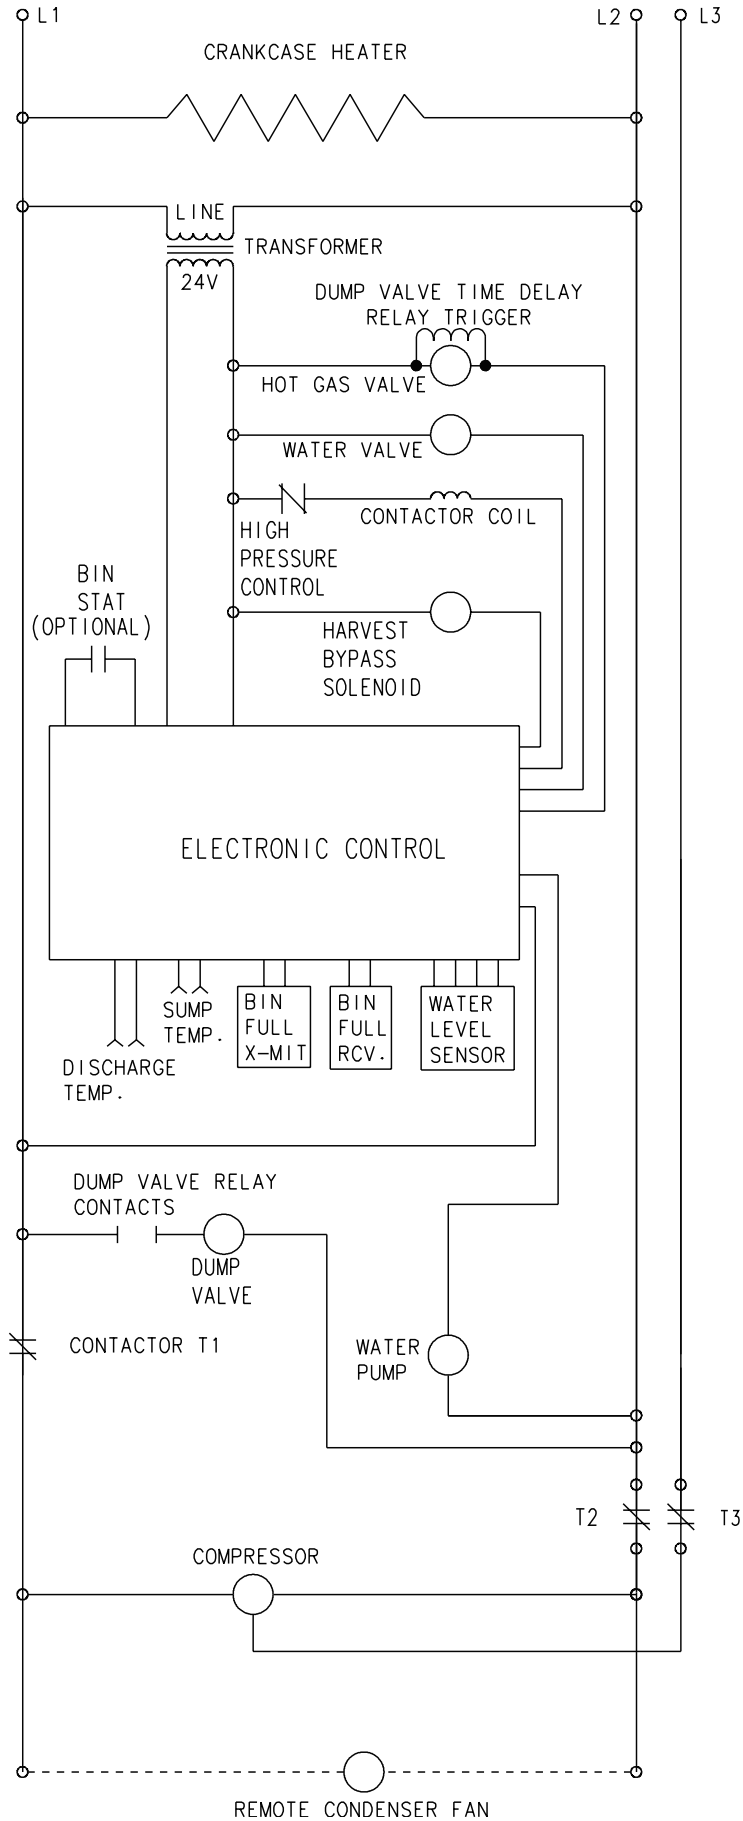 L1
L2
L3
CRANKCASE HEATER
LINE
TRANSFORMER
24V
DUMP VALVE TIME DELAY
RELAY TRIGGER
HOT GAS VALVE
WATER VALVE
CONTACTOR COIL
HIGH
PRESSURE
CONTROL
BIN
STAT
(OPTIONAL)
HARVEST
BYPASS
SOLENOID
ELECTRONIC CONTROL
SUMP
TEMP.
BIN
FULL
X-MIT
BIN
FULL
RCV.
WATER
LEVEL
SENSOR
DISCHARGE
TEMP.
DUMP VALVE RELAY
CONTACTS
DUMP
VALVE
CONTACTOR T1
WATER
PUMP
T2
T3
COMPRESSOR
REMOTE CONDENSER FAN